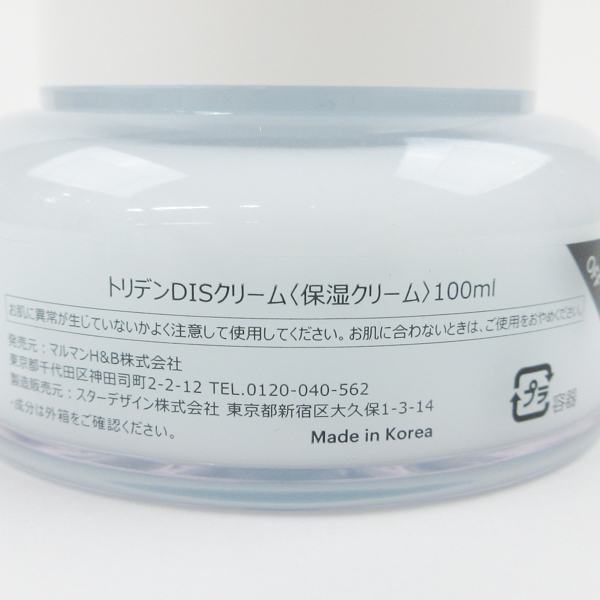 トリデンDISクリーム〈保湿クリーム〉100ml
お肌に異常が生じていないかよく注意して使用してください。お肌に合わないときは、ご使用をおやめください。
発売元：マルマンH&B株式会社
東京都千代田区神田司町2-2-12 TEL.0120-040-562
製造販売元：スターデザイン株式会社 東京都新宿区大久保1-3-14
・成分は外箱をご確認ください。
Made in Korea
プラ
容器